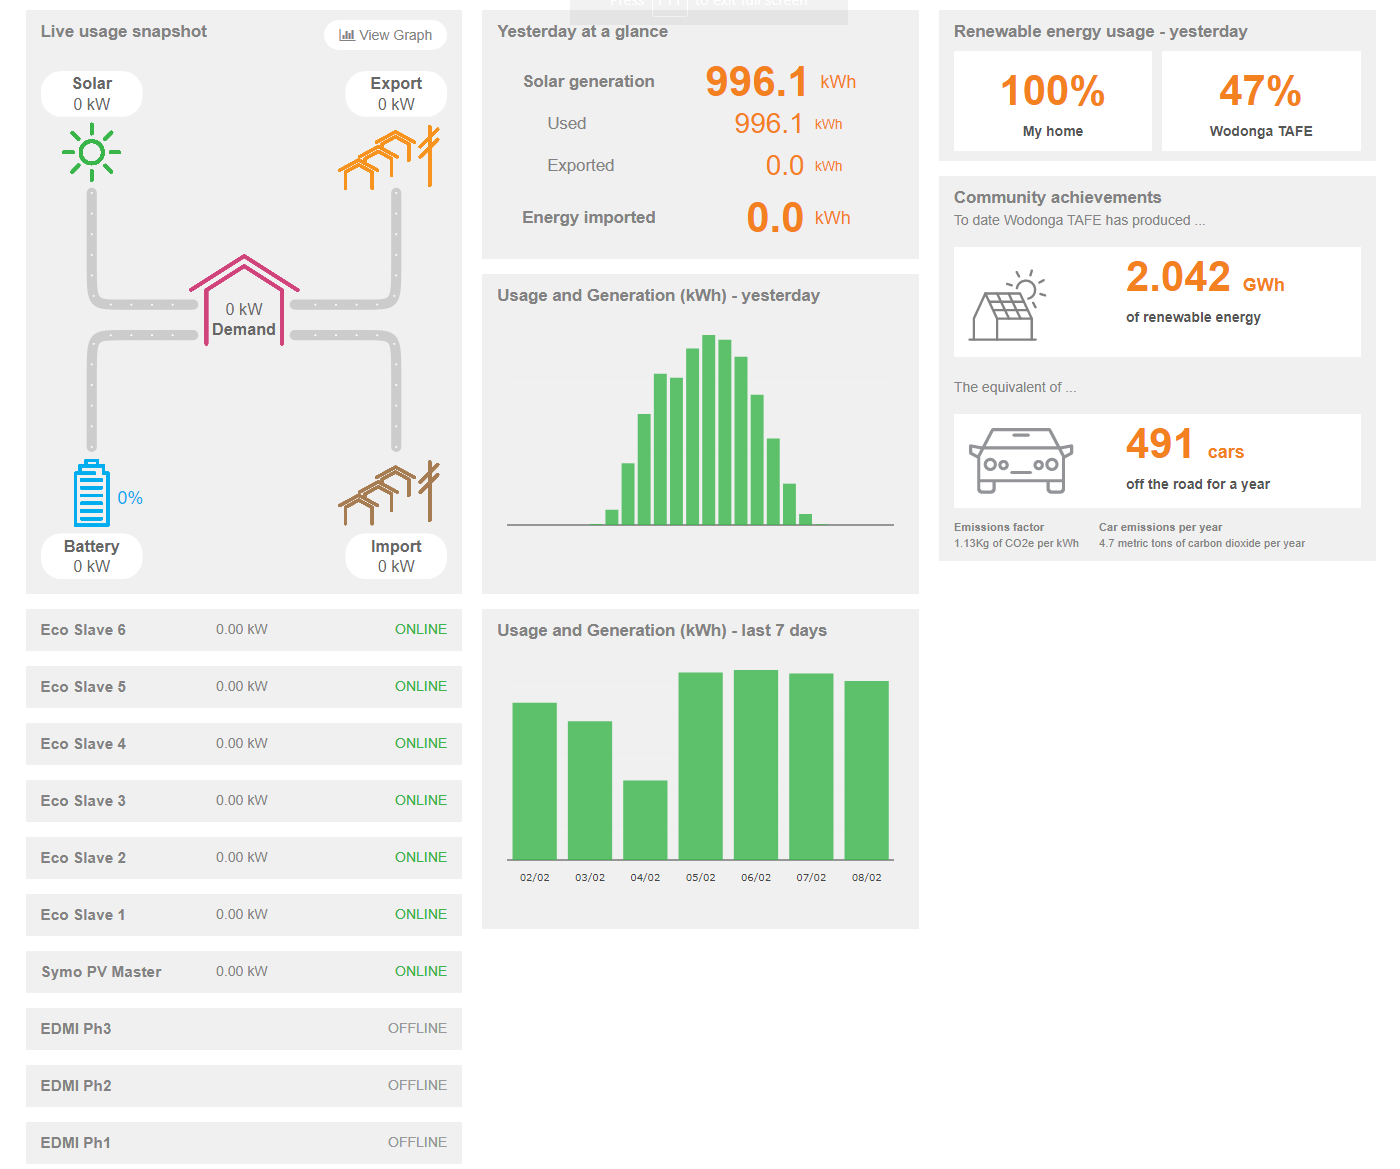 Press F11 to exit full screen
Live usage snapshot
View Graph
Solar
0 kW
Export
0 kW
0 kW
Demand
0%
Battery
0 kW
Import
0 kW
Eco Slave 6 0.00 kW ONLINE
Eco Slave 5 0.00 kW ONLINE
Eco Slave 4 0.00 kW ONLINE
Eco Slave 3 0.00 kW ONLINE
Eco Slave 2 0.00 kW ONLINE
Eco Slave 1 0.00 kW ONLINE
Symo PV Master 0.00 kW ONLINE
EDMI Ph3 OFFLINE
EDMI Ph2 OFFLINE
EDMI Ph1 OFFLINE
Yesterday at a glance
Solar generation 996.1 kWh
Used 996.1 kWh
Exported 0.0 kWh
Energy imported 0.0 kWh
Usage and Generation (kWh) - yesterday
Usage and Generation (kWh) - last 7 days
02/02 03/02 04/02 05/02 06/02 07/02 08/02
Renewable energy usage - yesterday
100%
My home
47%
Wodonga TAFE
Community achievements
To date Wodonga TAFE has produced ...
2.042 GWh
of renewable energy
The equivalent of ...
491 cars
off the road for a year
Emissions factor
1.13Kg of CO2e per kWh
Car emissions per year
4.7 metric tons of carbon dioxide per year